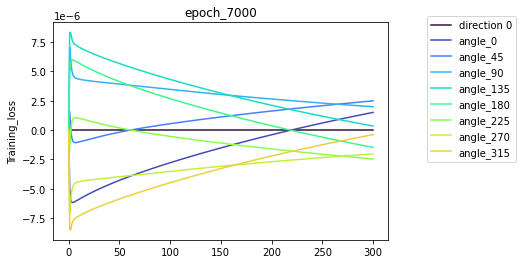 epoch_7000
1e−6
Training_loss
7.5
5.0
2.5
0.0
−2.5
−5.0
−7.5
0
50
100
150
200
250
300
direction 0
angle_0
angle_45
angle_90
angle_135
angle_180
angle_225
angle_270
angle_315